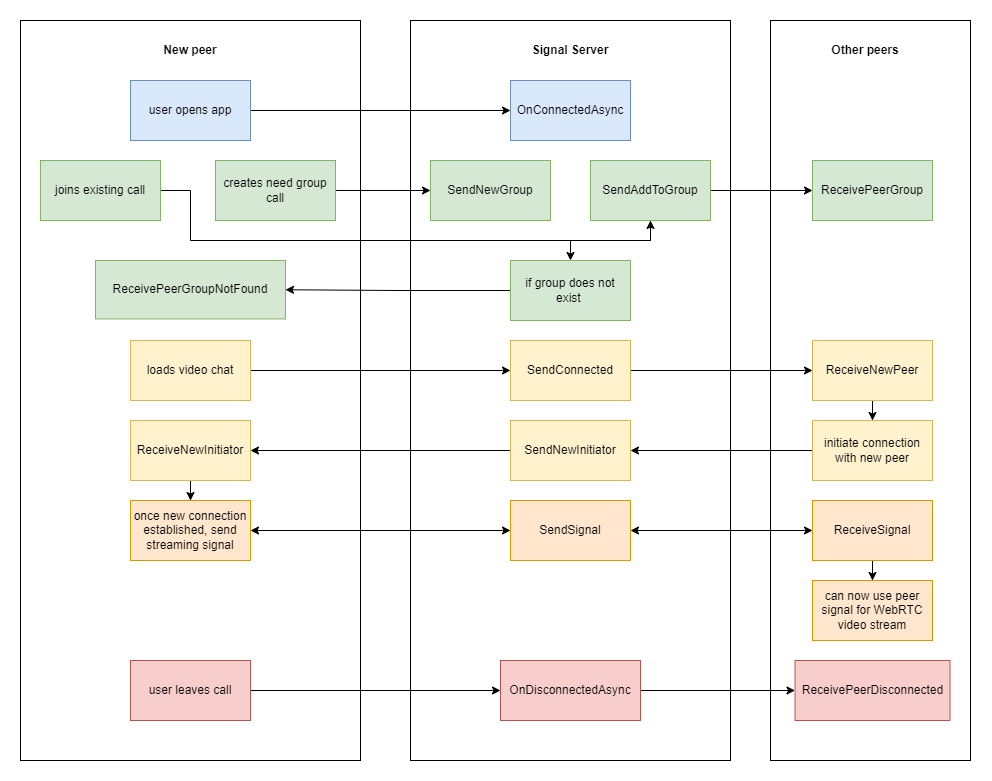 New peer
Signal Server
Other peers
user opens app
OnConnectedAsync
joins existing call
creates need group
call
SendNewGroup
SendAddToGroup
ReceivePeerGroup
ReceivePeerGroupNotFound
if group does not
exist
loads video chat
SendConnected
ReceiveNewPeer
ReceiveNewInitiator
SendNewInitiator
initiate connection
with new peer
once new connection
established, send
streaming signal
SendSignal
ReceiveSignal
can now use peer
signal for WebRTC
video stream
user leaves call
OnDisconnectedAsync
ReceivePeerDisconnected